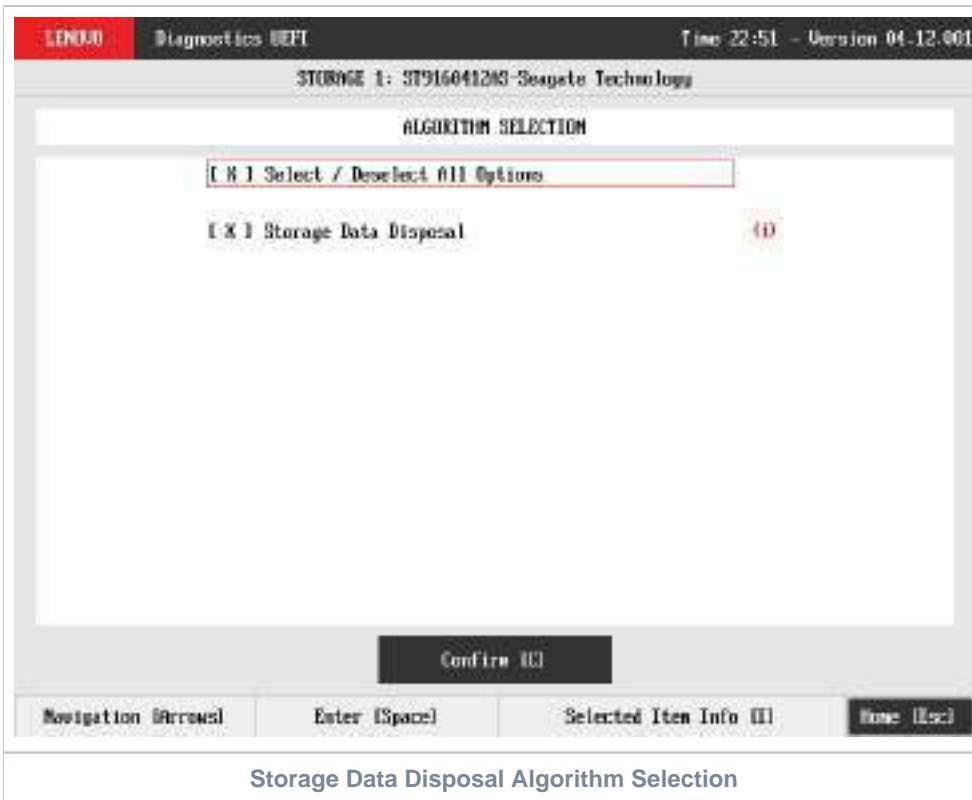 LENOVO Diagnostics UEFI Time 22:51 - Version 04.12.001
STORAGE 1: ST9160412AS-Seagate Technology
ALGORITHM SELECTION
[ X ] Select / Deselect All Options
[ X ] Storage Data Disposal (i)
Confirm [C]
Navigation [Arrows] Enter [Space] Selected Item Info [I] Home [Esc]
Storage Data Disposal Algorithm Selection